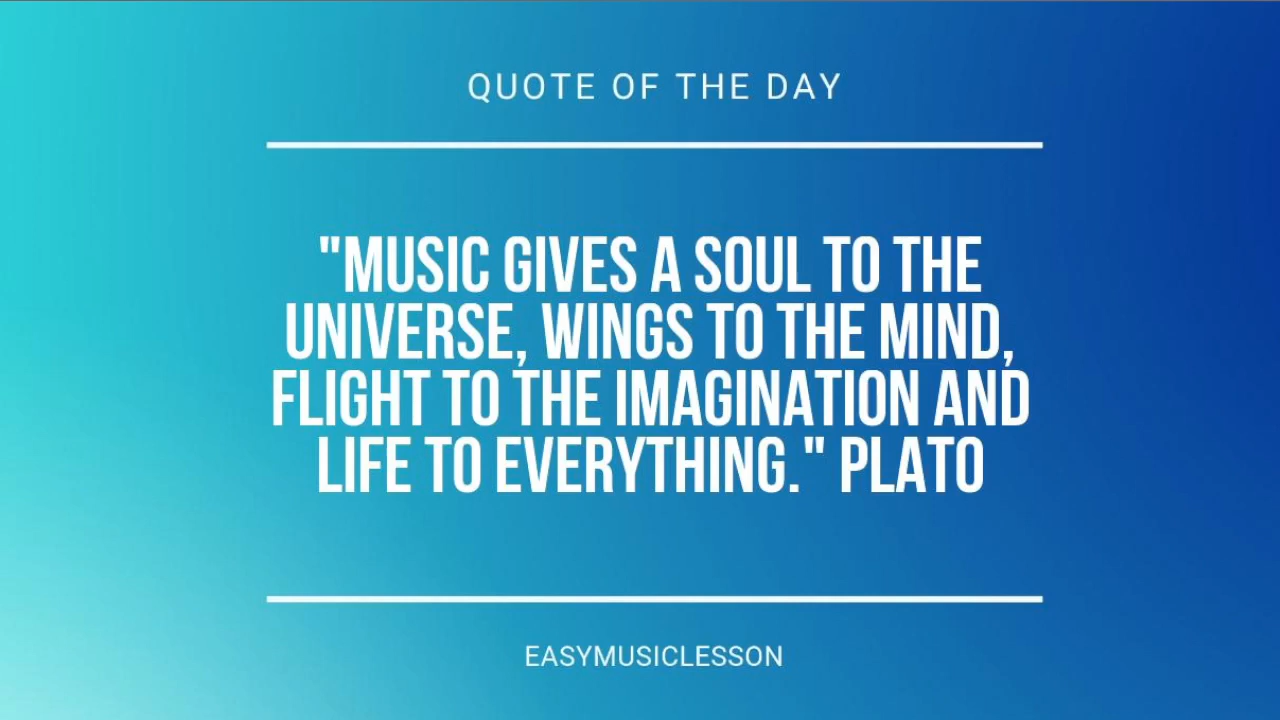 QUOTE OF THE DAY
"MUSIC GIVES A SOUL TO THE
UNIVERSE, WINGS TO THE MIND,
FLIGHT TO THE IMAGINATION AND
LIFE TO EVERYTHING." PLATO
EASYMUSICLESSON